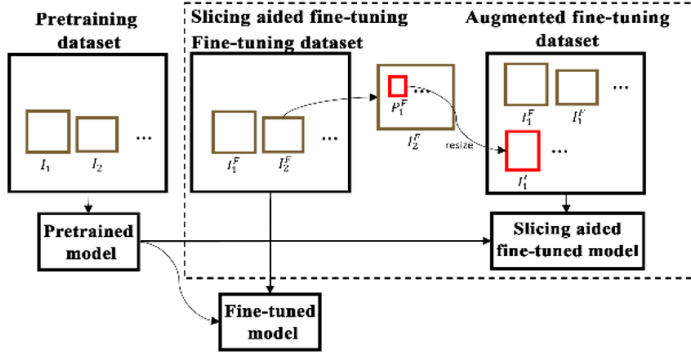 Pretraining
dataset
Slicing aided fine-tuning
Fine-tuning dataset
Augmented fine-tuning
dataset
I₁ I₂ ...
I₁ᶠ I₂ᶠ ...
P₁ᶠ ...
I₂ᶠ
resize
I₁ᶠ I₁ᶠ ...
I₁′ ...
Pretrained
model
Slicing aided
fine-tuned model
Fine-tuned
model